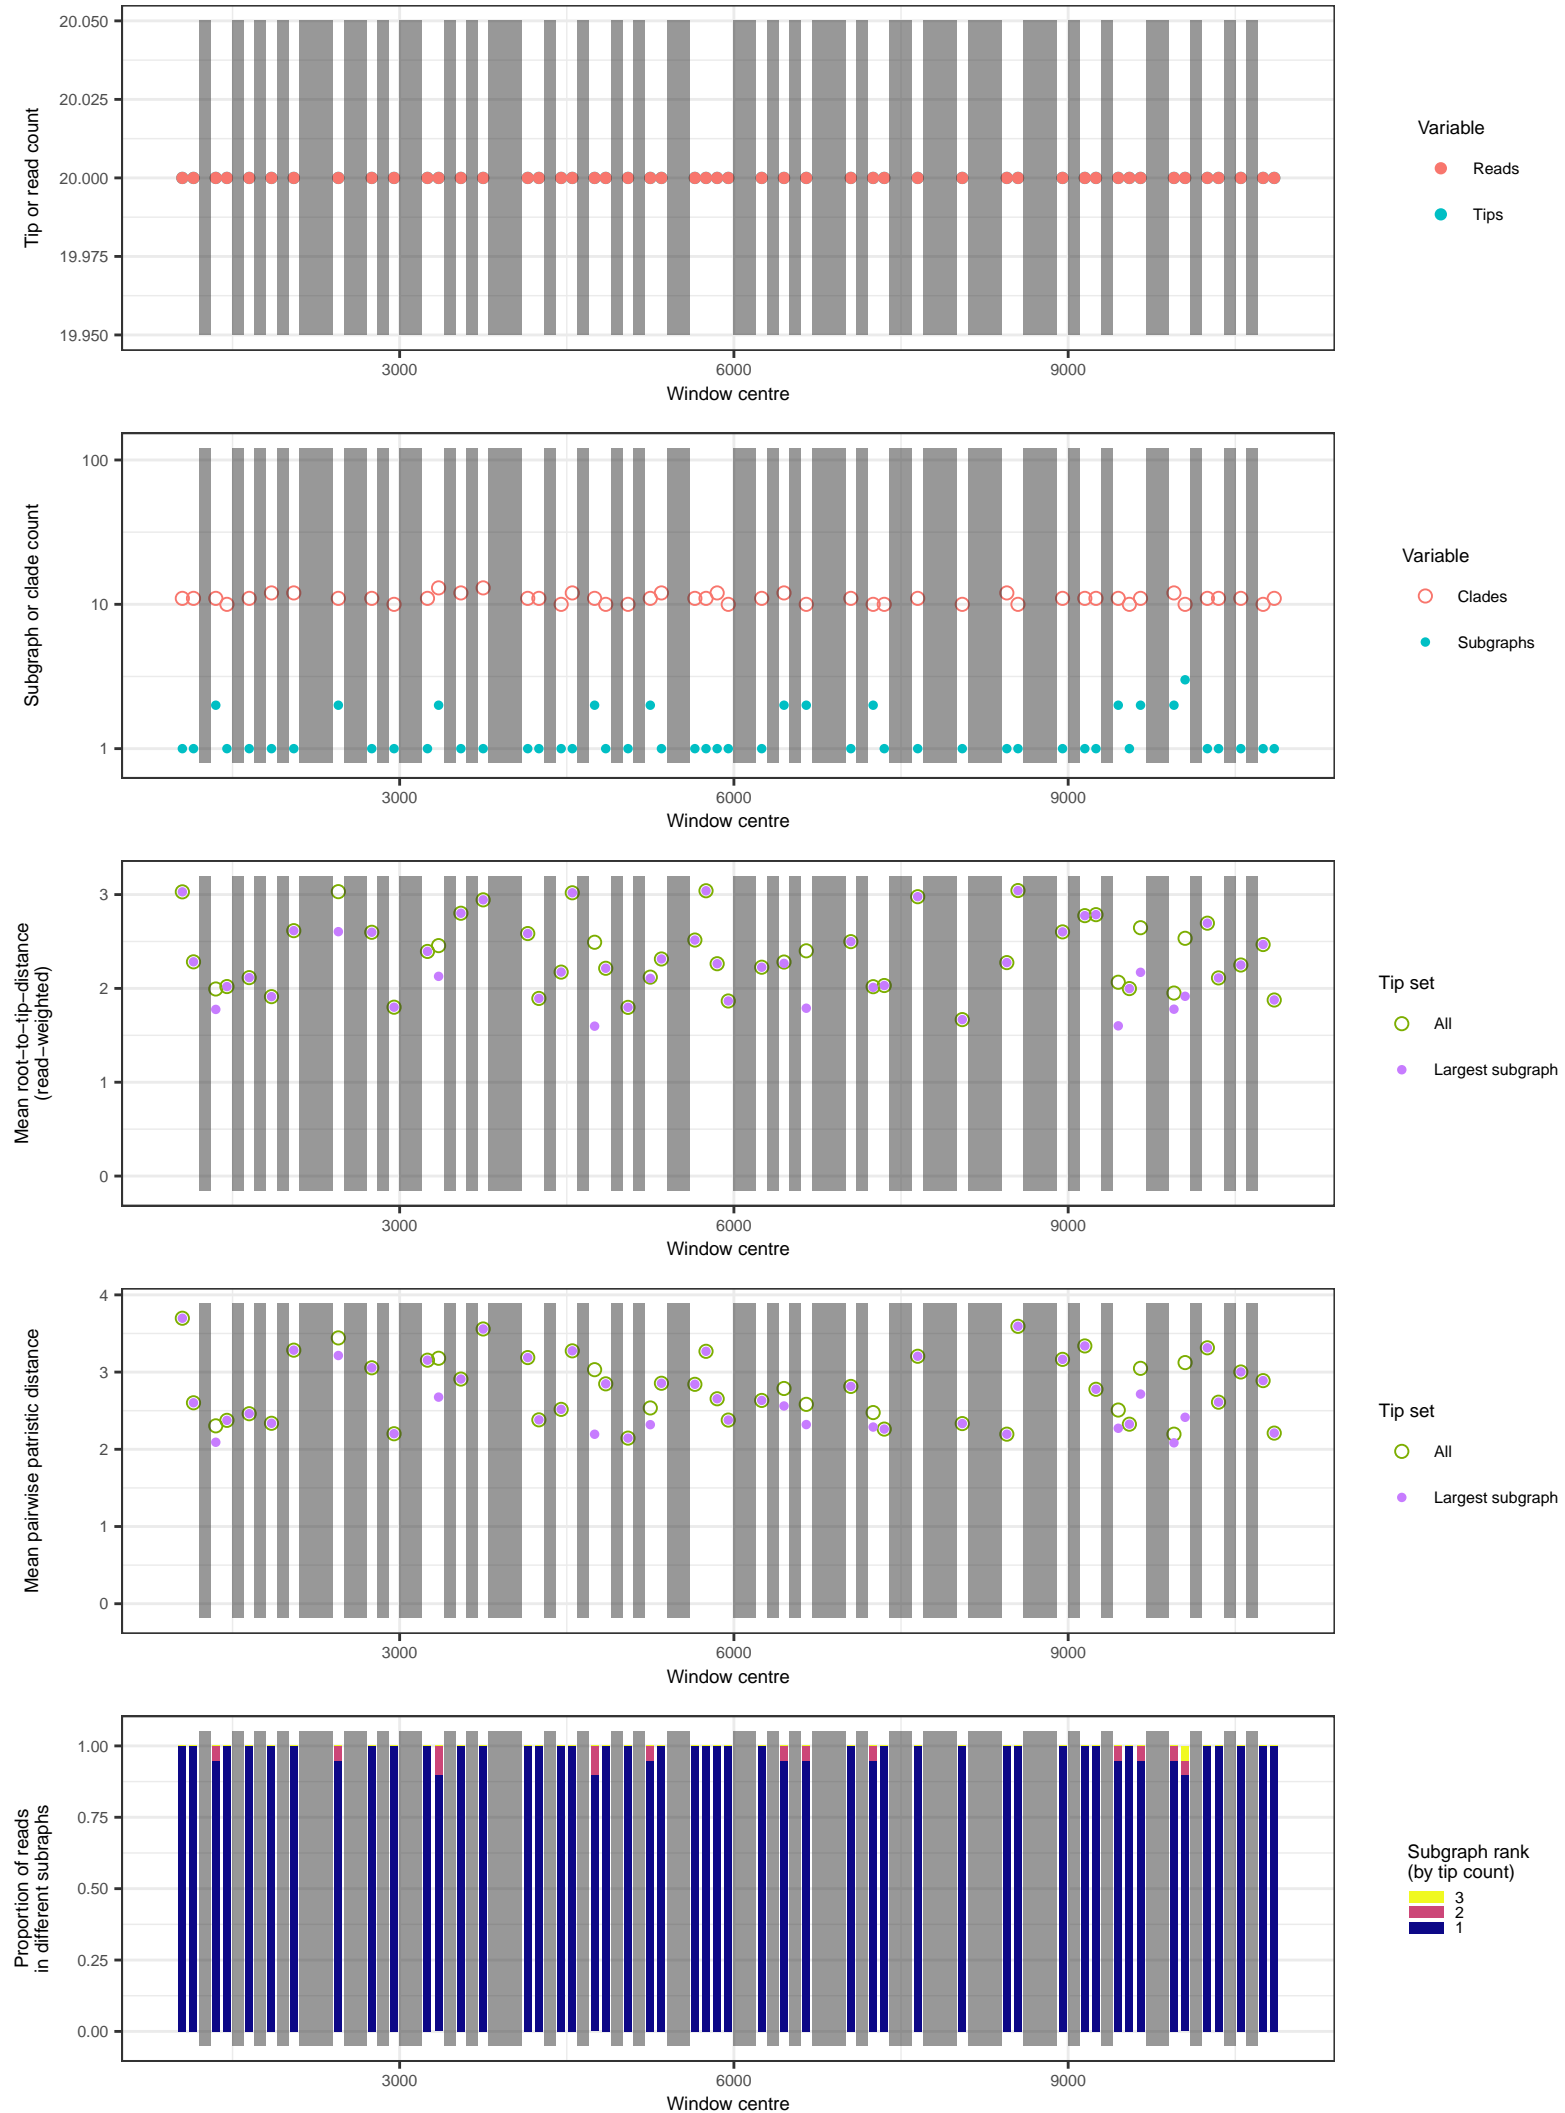 20.050
20.025
20.000
19.975
19.950
Tip or read count
3000 6000 9000
Window centre
Variable
Reads
Tips
100
10
1
Subgraph or clade count
3000 6000 9000
Window centre
Variable
Clades
Subgraphs
3
2
1
0
Mean root−to−tip−distance
(read−weighted)
3000 6000 9000
Window centre
Tip set
All
Largest subgraph
4
3
2
1
0
Mean pairwise patristic distance
3000 6000 9000
Window centre
Tip set
All
Largest subgraph
1.00
0.75
0.50
0.25
0.00
Proportion of reads
in different subraphs
3000 6000 9000
Window centre
Subgraph rank
(by tip count)
3
2
1